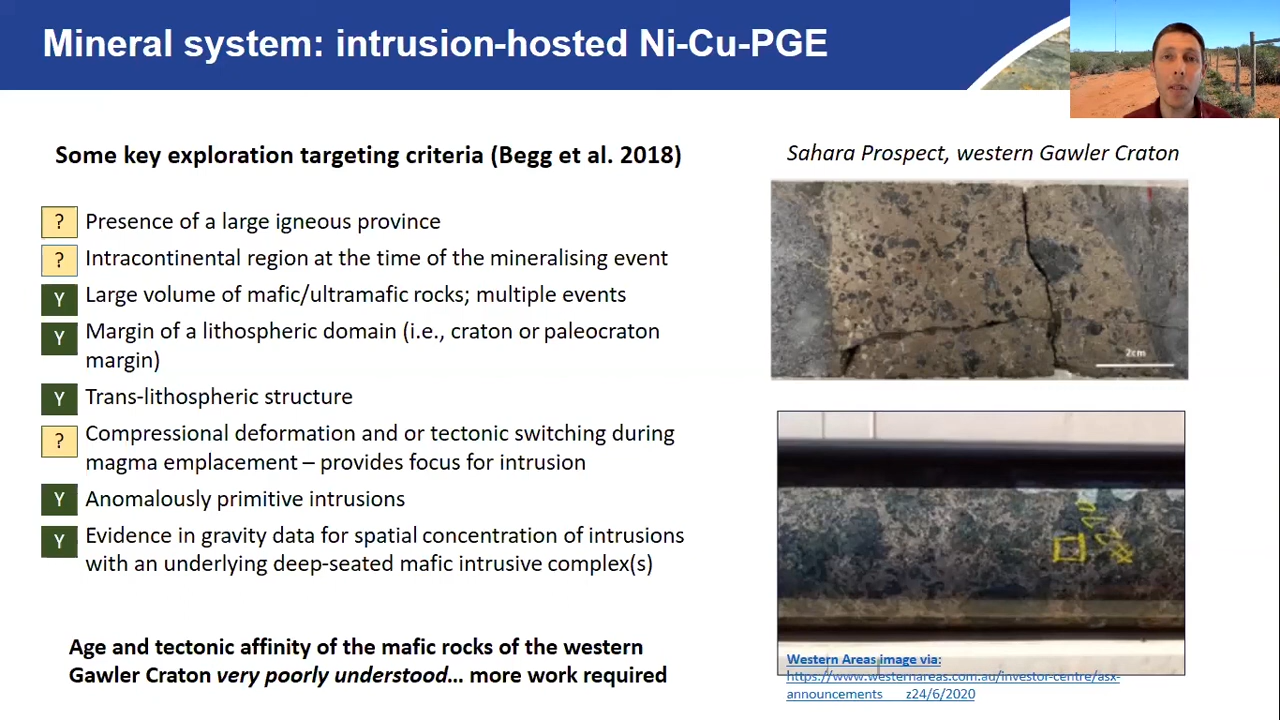 Mineral system: intrusion-hosted Ni-Cu-PGE
Some key exploration targeting criteria (Begg et al. 2018)
? Presence of a large igneous province
? Intracontinental region at the time of the mineralising event
Y Large volume of mafic/ultramafic rocks; multiple events
Y Margin of a lithospheric domain (i.e., craton or paleocraton
margin)
Y Trans-lithospheric structure
? Compressional deformation and or tectonic switching during
magma emplacement – provides focus for intrusion
Y Anomalously primitive intrusions
Y Evidence in gravity data for spatial concentration of intrusions
with an underlying deep-seated mafic intrusive complex(s)
Age and tectonic affinity of the mafic rocks of the western
Gawler Craton very poorly understood... more work required
Sahara Prospect, western Gawler Craton
2cm
Western Areas image via:
https://www.westernareas.com.au/investor-centre/asx-
announcements z24/6/2020